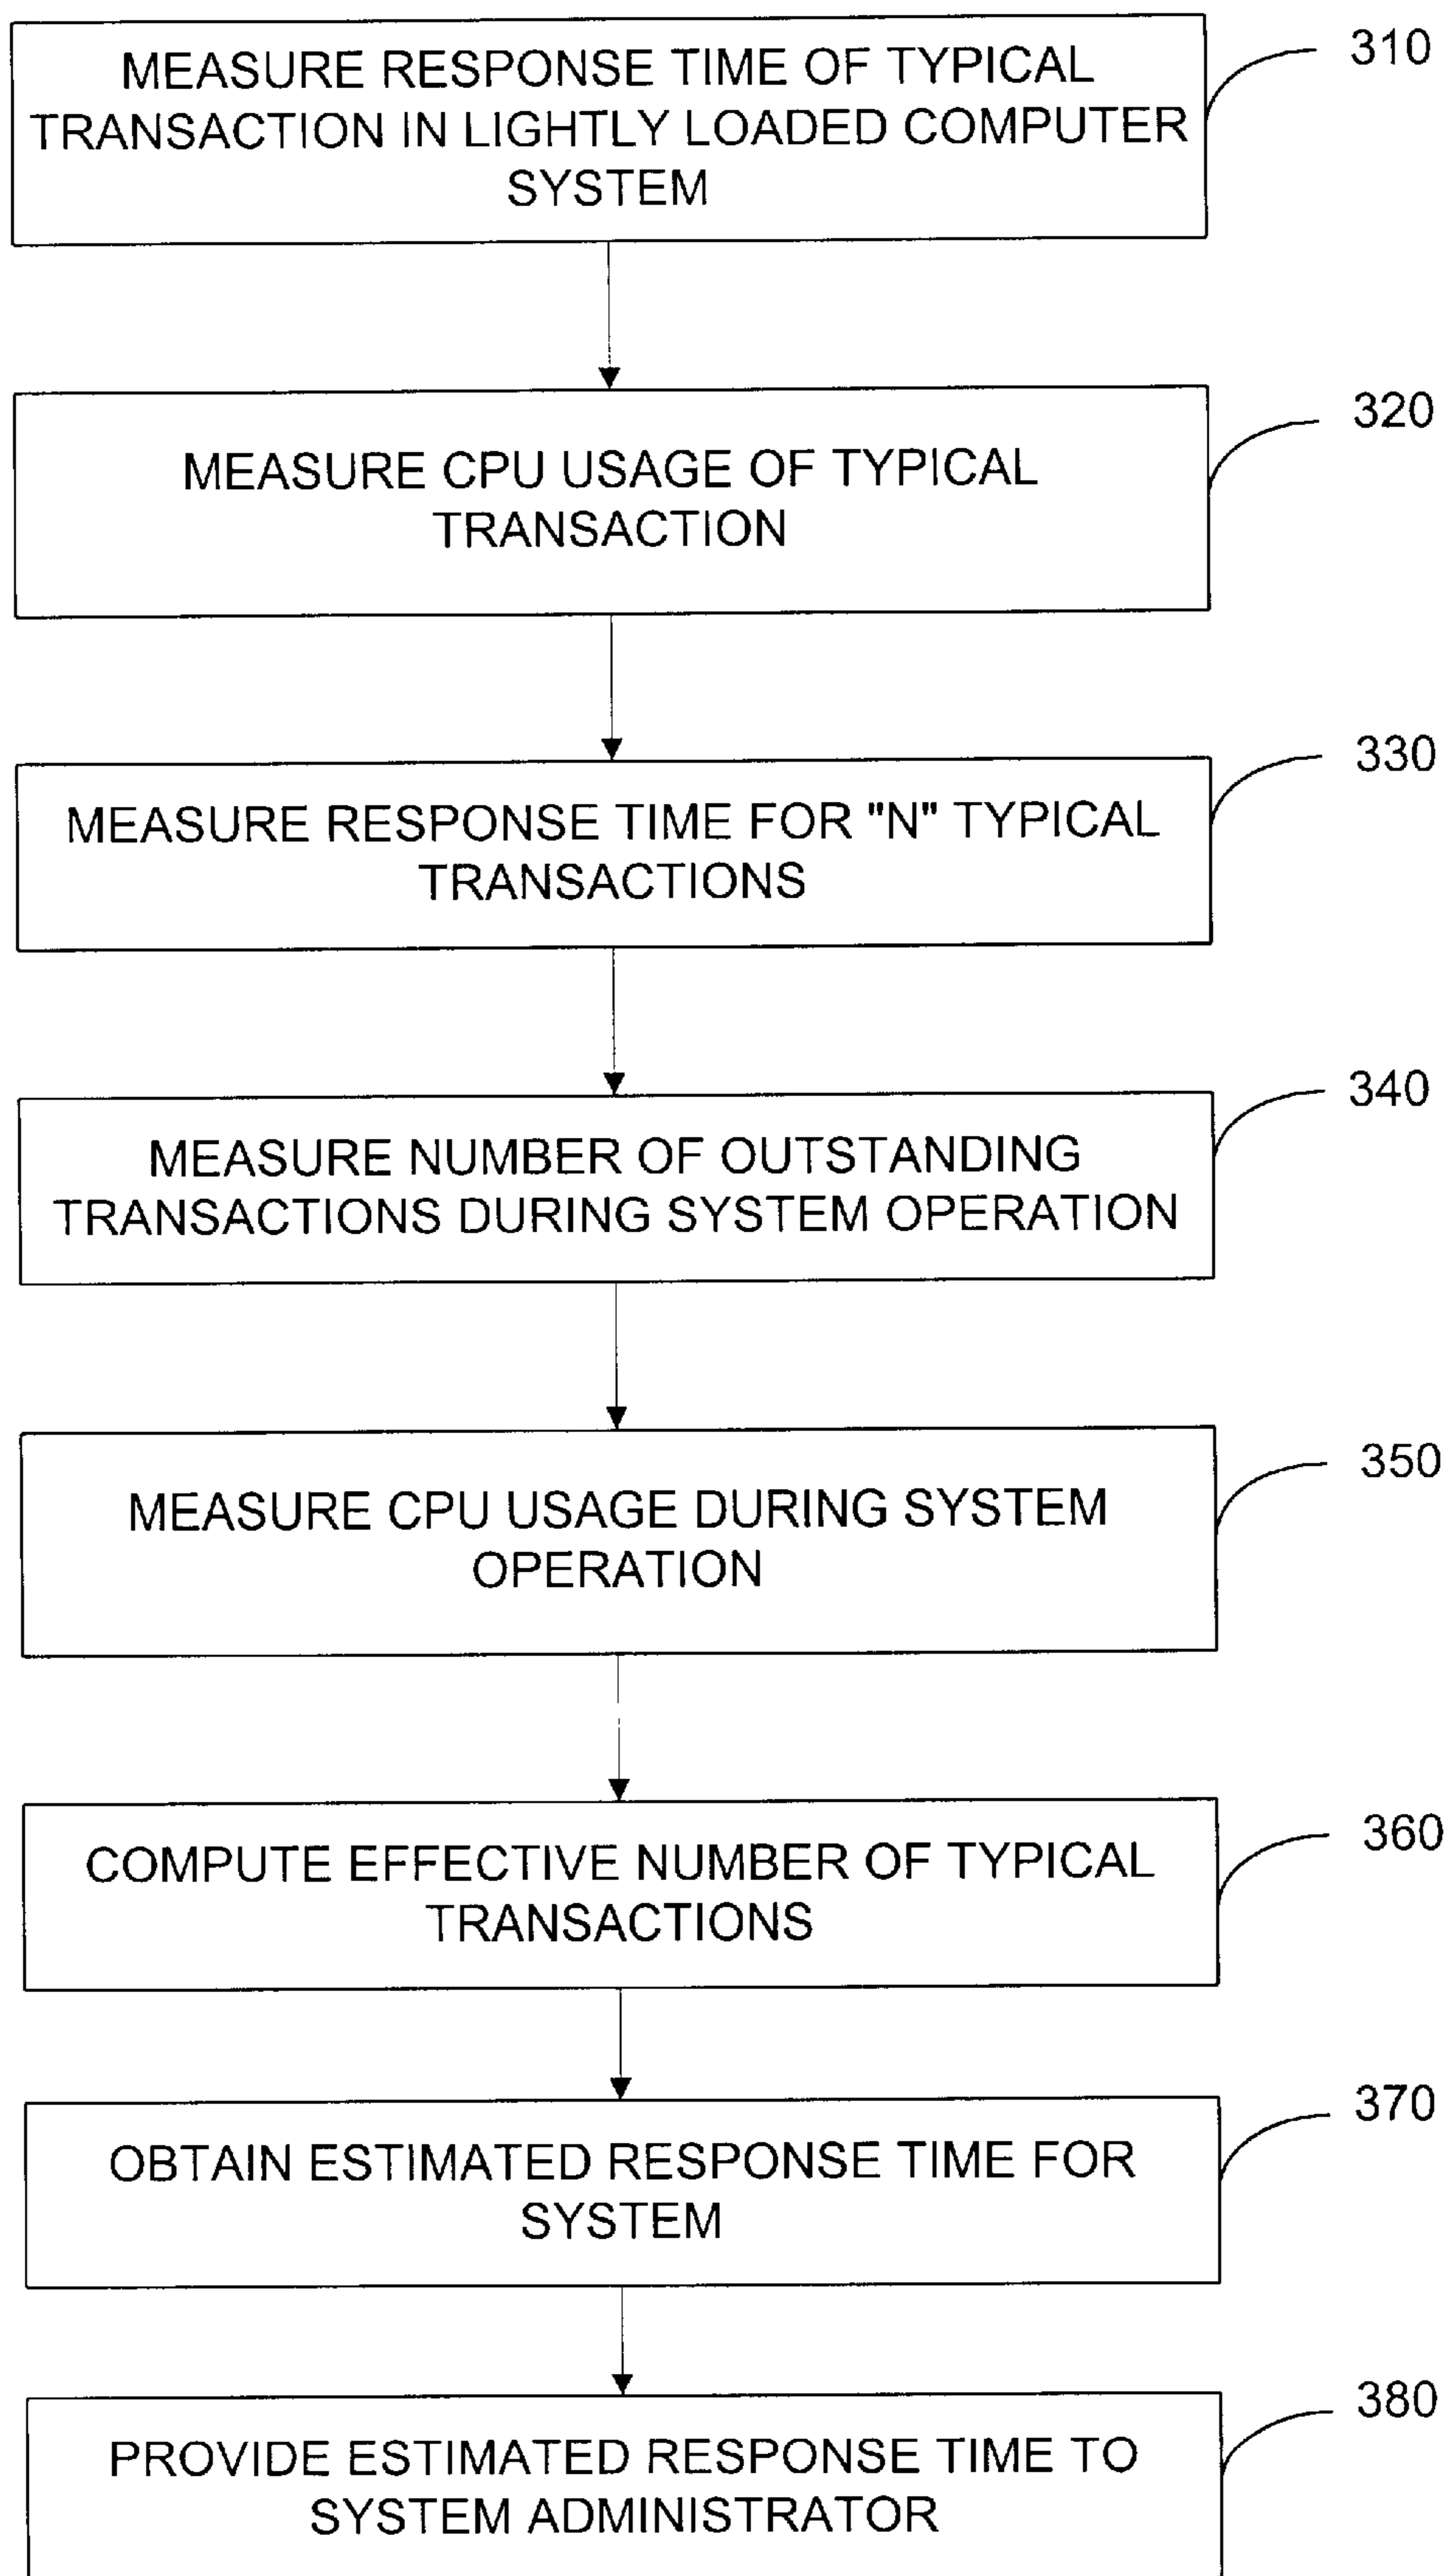 MEASURE RESPONSE TIME OF TYPICAL
TRANSACTION IN LIGHTLY LOADED COMPUTER
SYSTEM
310
MEASURE CPU USAGE OF TYPICAL
TRANSACTION
320
MEASURE RESPONSE TIME FOR "N" TYPICAL
TRANSACTIONS
330
MEASURE NUMBER OF OUTSTANDING
TRANSACTIONS DURING SYSTEM OPERATION
340
MEASURE CPU USAGE DURING SYSTEM
OPERATION
350
COMPUTE EFFECTIVE NUMBER OF TYPICAL
TRANSACTIONS
360
OBTAIN ESTIMATED RESPONSE TIME FOR
SYSTEM
370
PROVIDE ESTIMATED RESPONSE TIME TO
SYSTEM ADMINISTRATOR
380